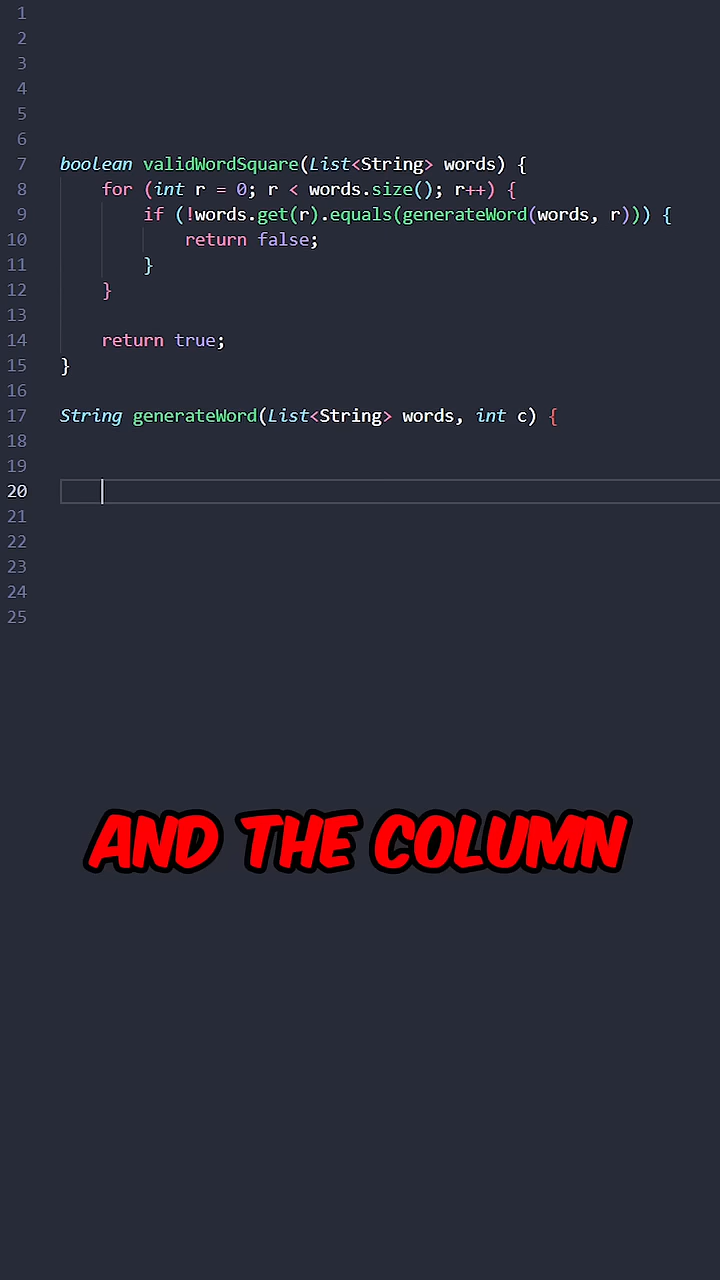 1
2
3
4
5
6
7 boolean validWordSquare(List<String> words) {
8 for (int r = 0; r < words.size(); r++) {
9 if (!words.get(r).equals(generateWord(words, r))) {
10 return false;
11 }
12 }
13
14 return true;
15 }
16
17 String generateWord(List<String> words, int c) {
18
19
20
21
22
23
24
25
AND THE COLUMN